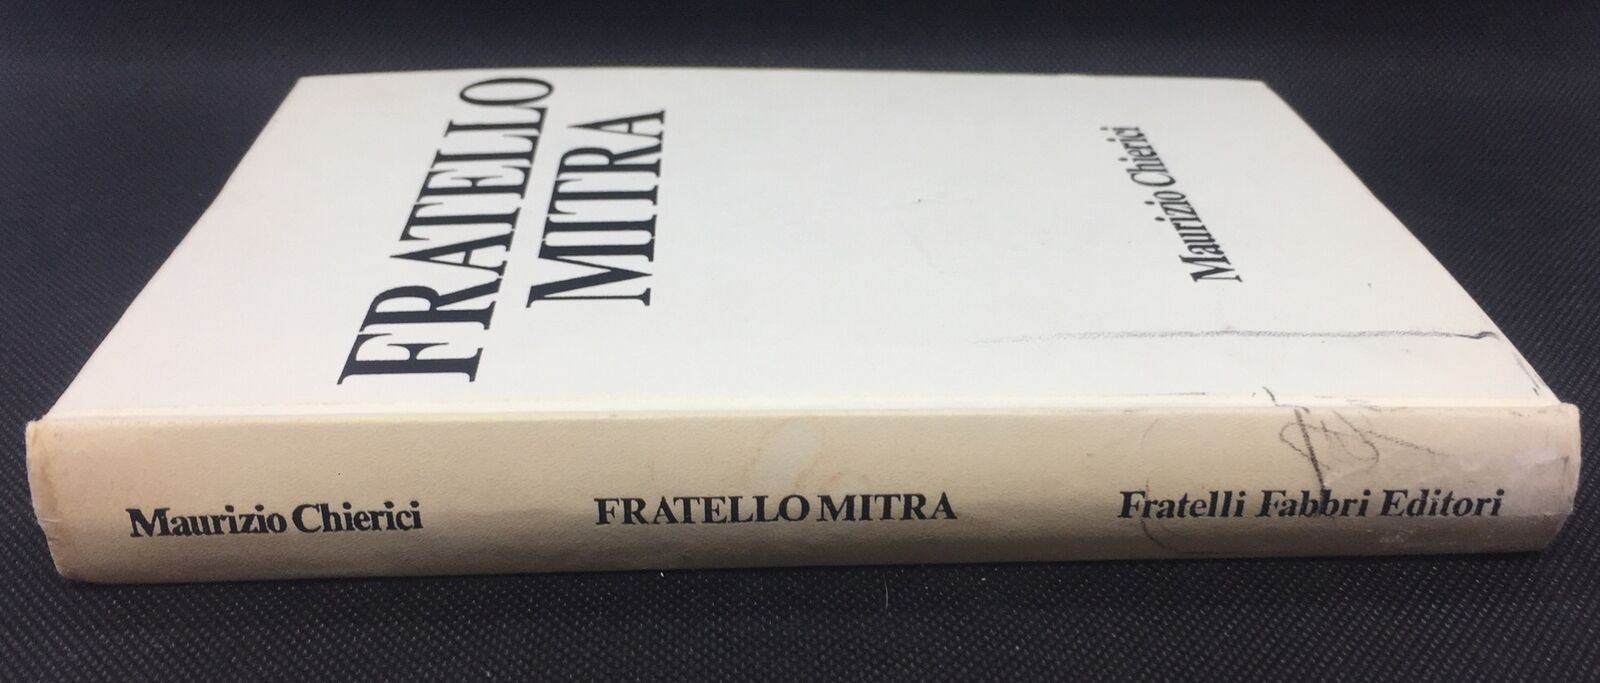 FRATELLO
MITRA
Maurizio Chierici
Maurizio Chierici
FRATELLO MITRA
Fratelli Fabbri Editori